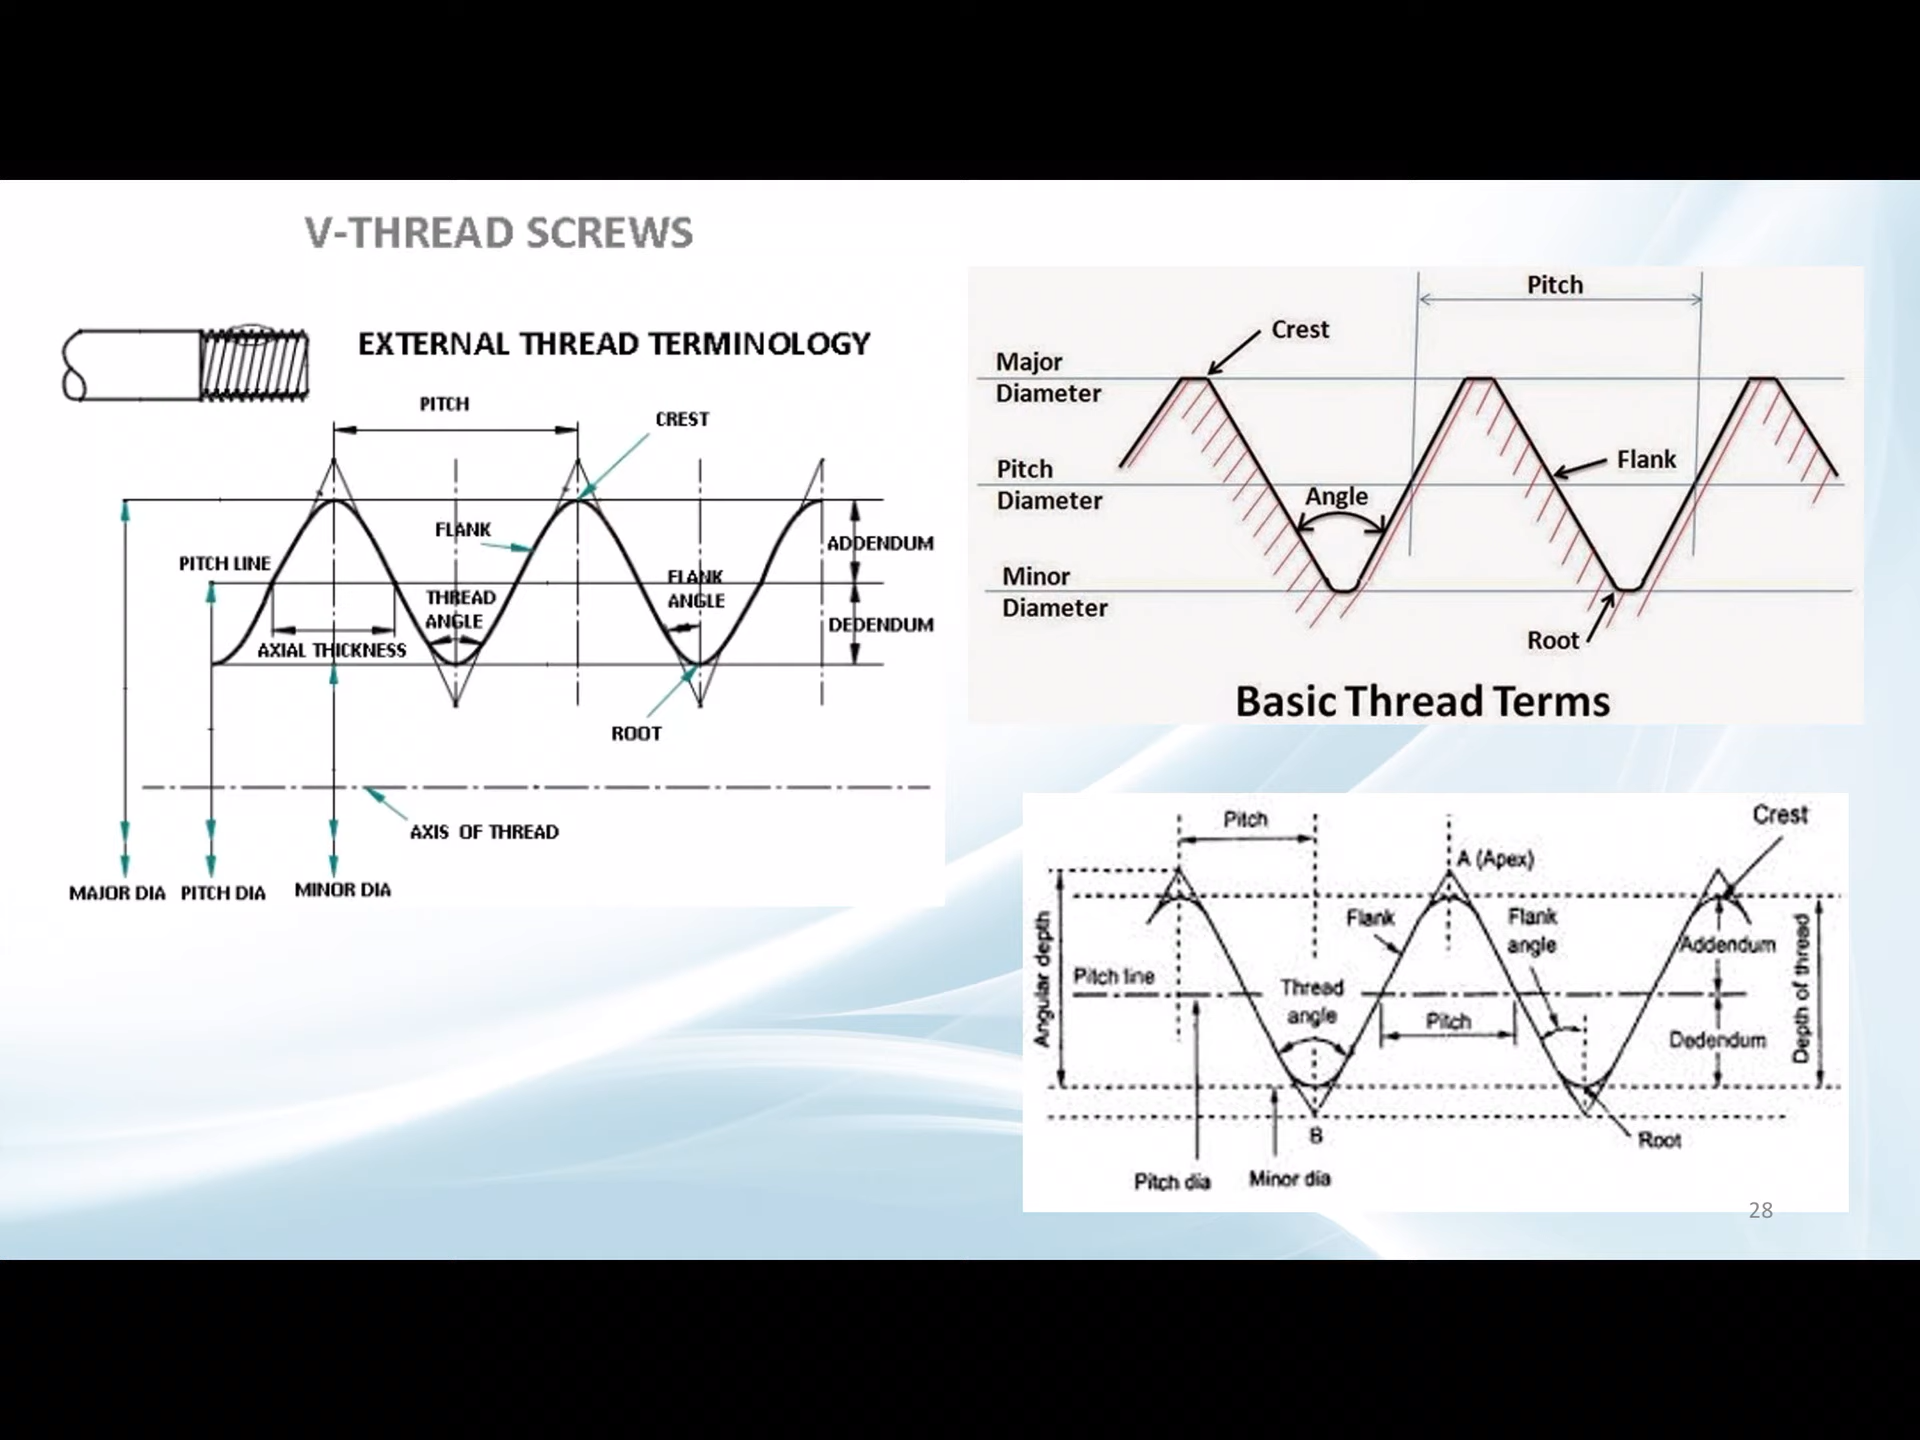 V-THREAD SCREWS
EXTERNAL THREAD TERMINOLOGY
PITCH
CREST
FLANK
ADDENDUM
PITCH LINE
FLANK
ANGLE
THREAD
ANGLE
DEDENDUM
AXIAL THICKNESS
ROOT
AXIS OF THREAD
MAJOR DIA
PITCH DIA
MINOR DIA
Pitch
Crest
Major
Diameter
Pitch
Diameter
Flank
Angle
Minor
Diameter
Root
Basic Thread Terms
Pitch
Crest
A (Apex)
Flank
Flank
angle
Addendum
Angular depth
Pitch line
Thread
angle
Pitch
Dedendum
Depth of thread
B
Root
Pitch dia
Minor dia
28